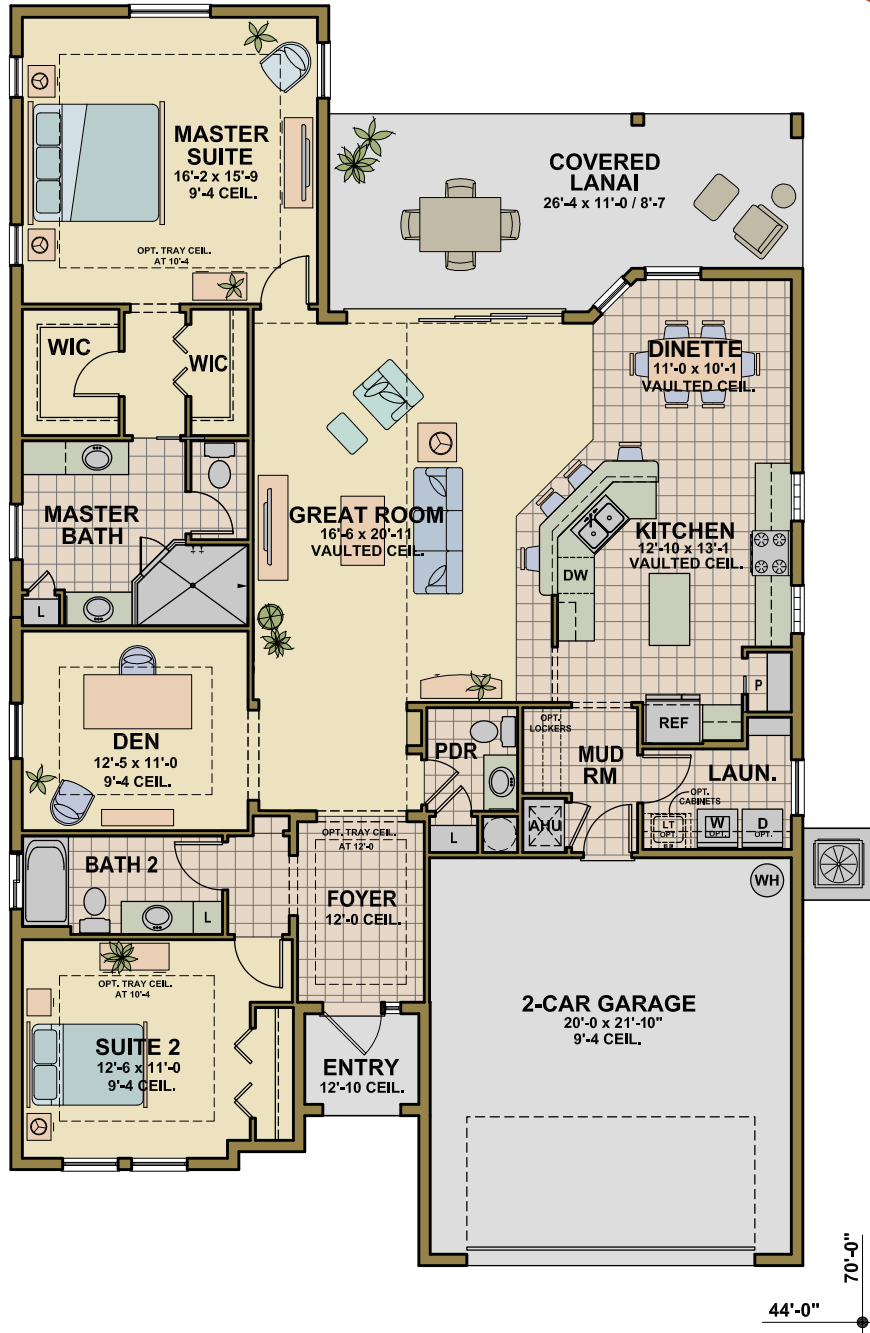 MASTER
SUITE
16'-2 x 15'-9
9'-4 CEIL.
OPT. TRAY CEIL.
AT 10'-4
COVERED
LANAI
26'-4 x 11'-0 / 8'-7
WIC
WIC
DINETTE
11'-0 x 10'-1
VAULTED CEIL.
MASTER
BATH
L
GREAT ROOM
16'-6 x 20'-11
VAULTED CEIL.
KITCHEN
12'-10 x 13'-1
VAULTED CEIL.
DW
P
REF
DEN
12'-5 x 11'-0
9'-4 CEIL.
PDR
L
OPT.
LOCKERS
MUD
RM
LAUN.
OPT.
CABINETS
AHU
LT
OPT.
W
OPT.
D
OPT.
OPT. TRAY CEIL.
AT 12'-0
BATH 2
L
FOYER
12'-0 CEIL.
WH
OPT. TRAY CEIL.
AT 10'-4
SUITE 2
12'-6 x 11'-0
9'-4 CEIL.
ENTRY
12'-10 CEIL.
2-CAR GARAGE
20'-0 x 21'-10"
9'-4 CEIL.
70'-0"
44'-0"